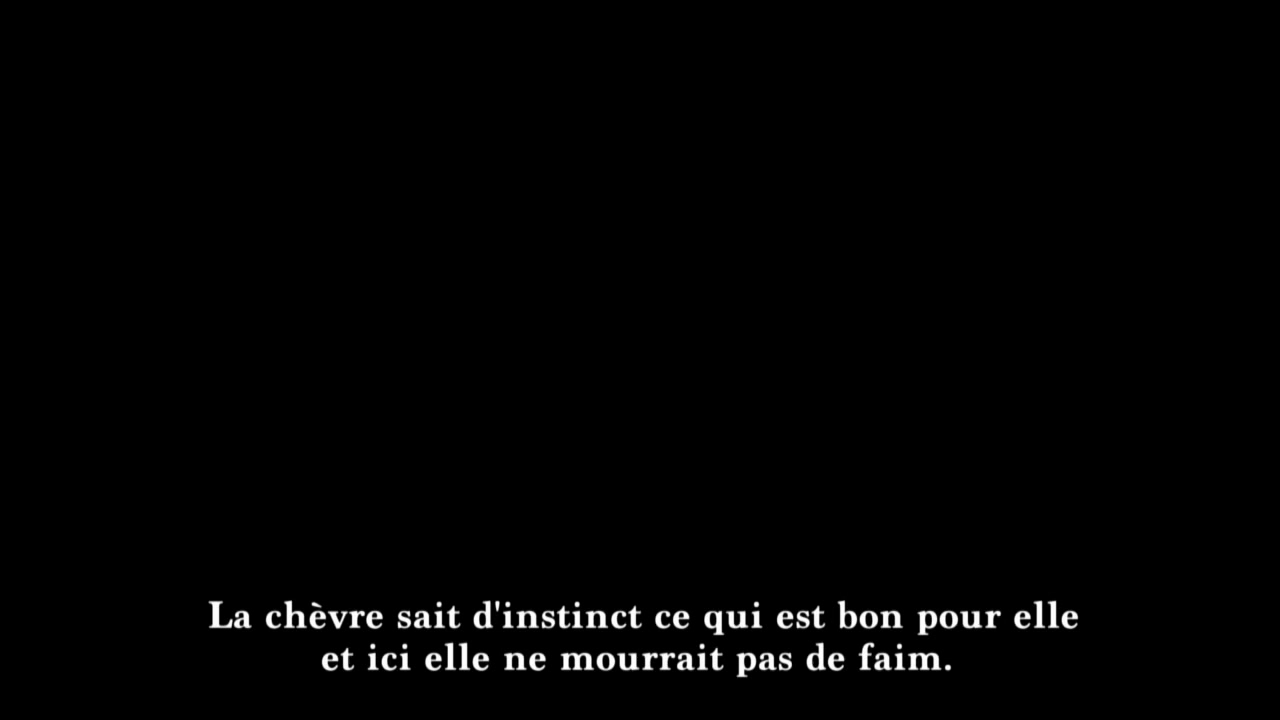 La chèvre sait d'instinct ce qui est bon pour elle
et ici elle ne mourrait pas de faim.